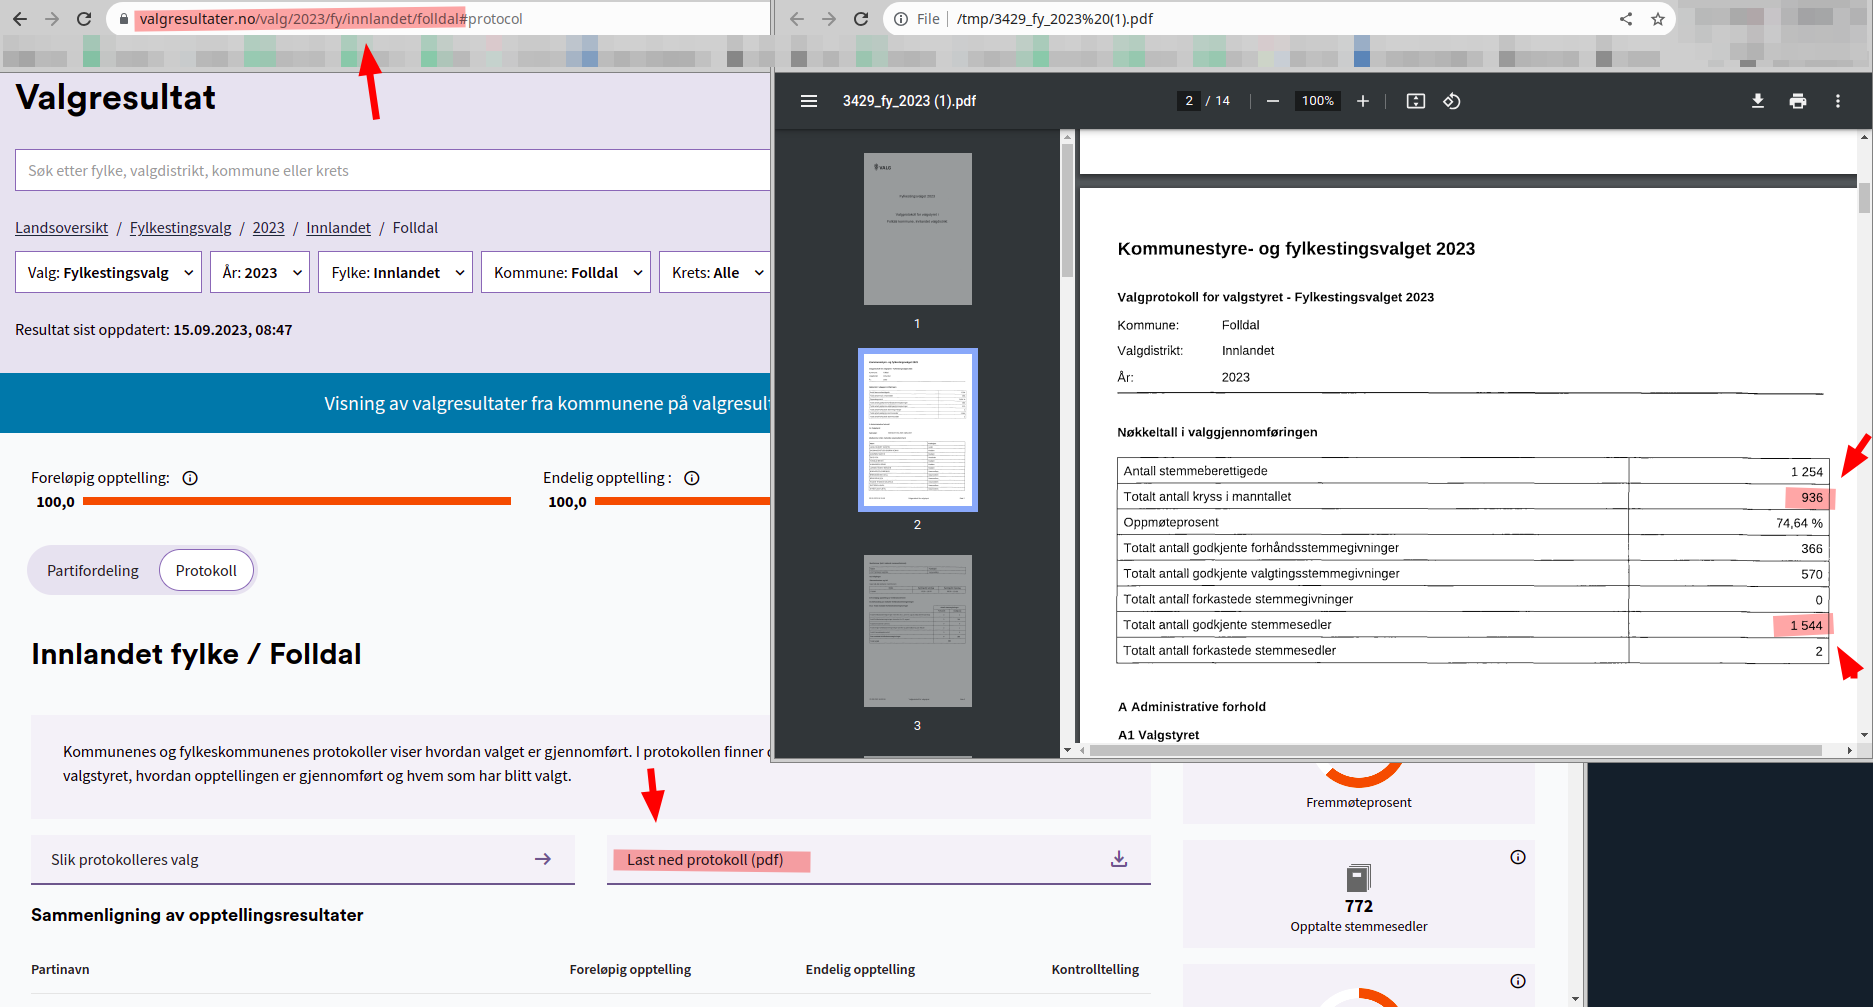 valgresultater.no/valg/2023/fy/innlandet/folldal#protocol
Valgresultat
Søk etter fylke, valgdistrikt, kommune eller krets
Landsoversikt / Fylkestingsvalg / 2023 / Innlandet / Folldal
Valg: Fylkestingsvalg
År: 2023
Fylke: Innlandet
Kommune: Folldal
Krets: Alle
Resultat sist oppdatert: 15.09.2023, 08:47
Visning av valgresultater fra kommunene på valgresult
Foreløpig opptelling:
100,0
Endelig opptelling :
100,0
Partifordeling
Protokoll
Innlandet fylke / Folldal
Kommunenes og fylkeskommunenes protokoller viser hvordan valget er gjennomført. I protokollen finner
valgstyret, hvordan opptellingen er gjennomført og hvem som har blitt valgt.
Slik protokolleres valg
Last ned protokoll (pdf)
Sammenligning av opptellingsresultater
Partinavn
Foreløpig opptelling
Endelig opptelling
Kontrolltelling
Fremmøteprosent
772
Opptalte stemmesedler
File /tmp/3429_fy_2023%20(1).pdf
3429_fy_2023 (1).pdf
2 / 14
100%
1
2
3
Kommunestyre- og fylkestingsvalget 2023
Valgprotokoll for valgstyret - Fylkestingsvalget 2023
Kommune: Folldal
Valgdistrikt: Innlandet
År: 2023
Nøkkeltall i valggjennomføringen
Antall stemmeberettigede 1 254
Totalt antall kryss i manntallet 936
Oppmøteprosent 74,64 %
Totalt antall godkjente forhåndsstemmegivninger 366
Totalt antall godkjente valgtingsstemmegivninger 570
Totalt antall forkastede stemmegivninger 0
Totalt antall godkjente stemmesedler 1 544
Totalt antall forkastede stemmesedler 2
A Administrative forhold
A1 Valgstyret